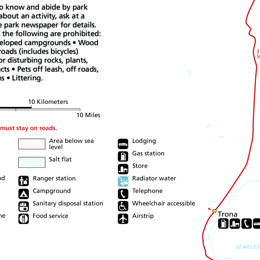 o know and abide by park
about an activity, ask at a
e park newspaper for details.
the following are prohibited:
eloped campgrounds • Wood
roads (includes bicycles)
or disturbing rocks, plants,
cts • Pets off leash, off roads,
s • Littering.
10 Kilometers
10 Miles
must stay on roads.
Area below sea
level
Salt flat
Ranger station
Campground
Sanitary disposal station
Food service
Lodging
Gas station
Store
Radiator water
Telephone
Wheelchair accessible
Airstrip
Trona
SEARLES